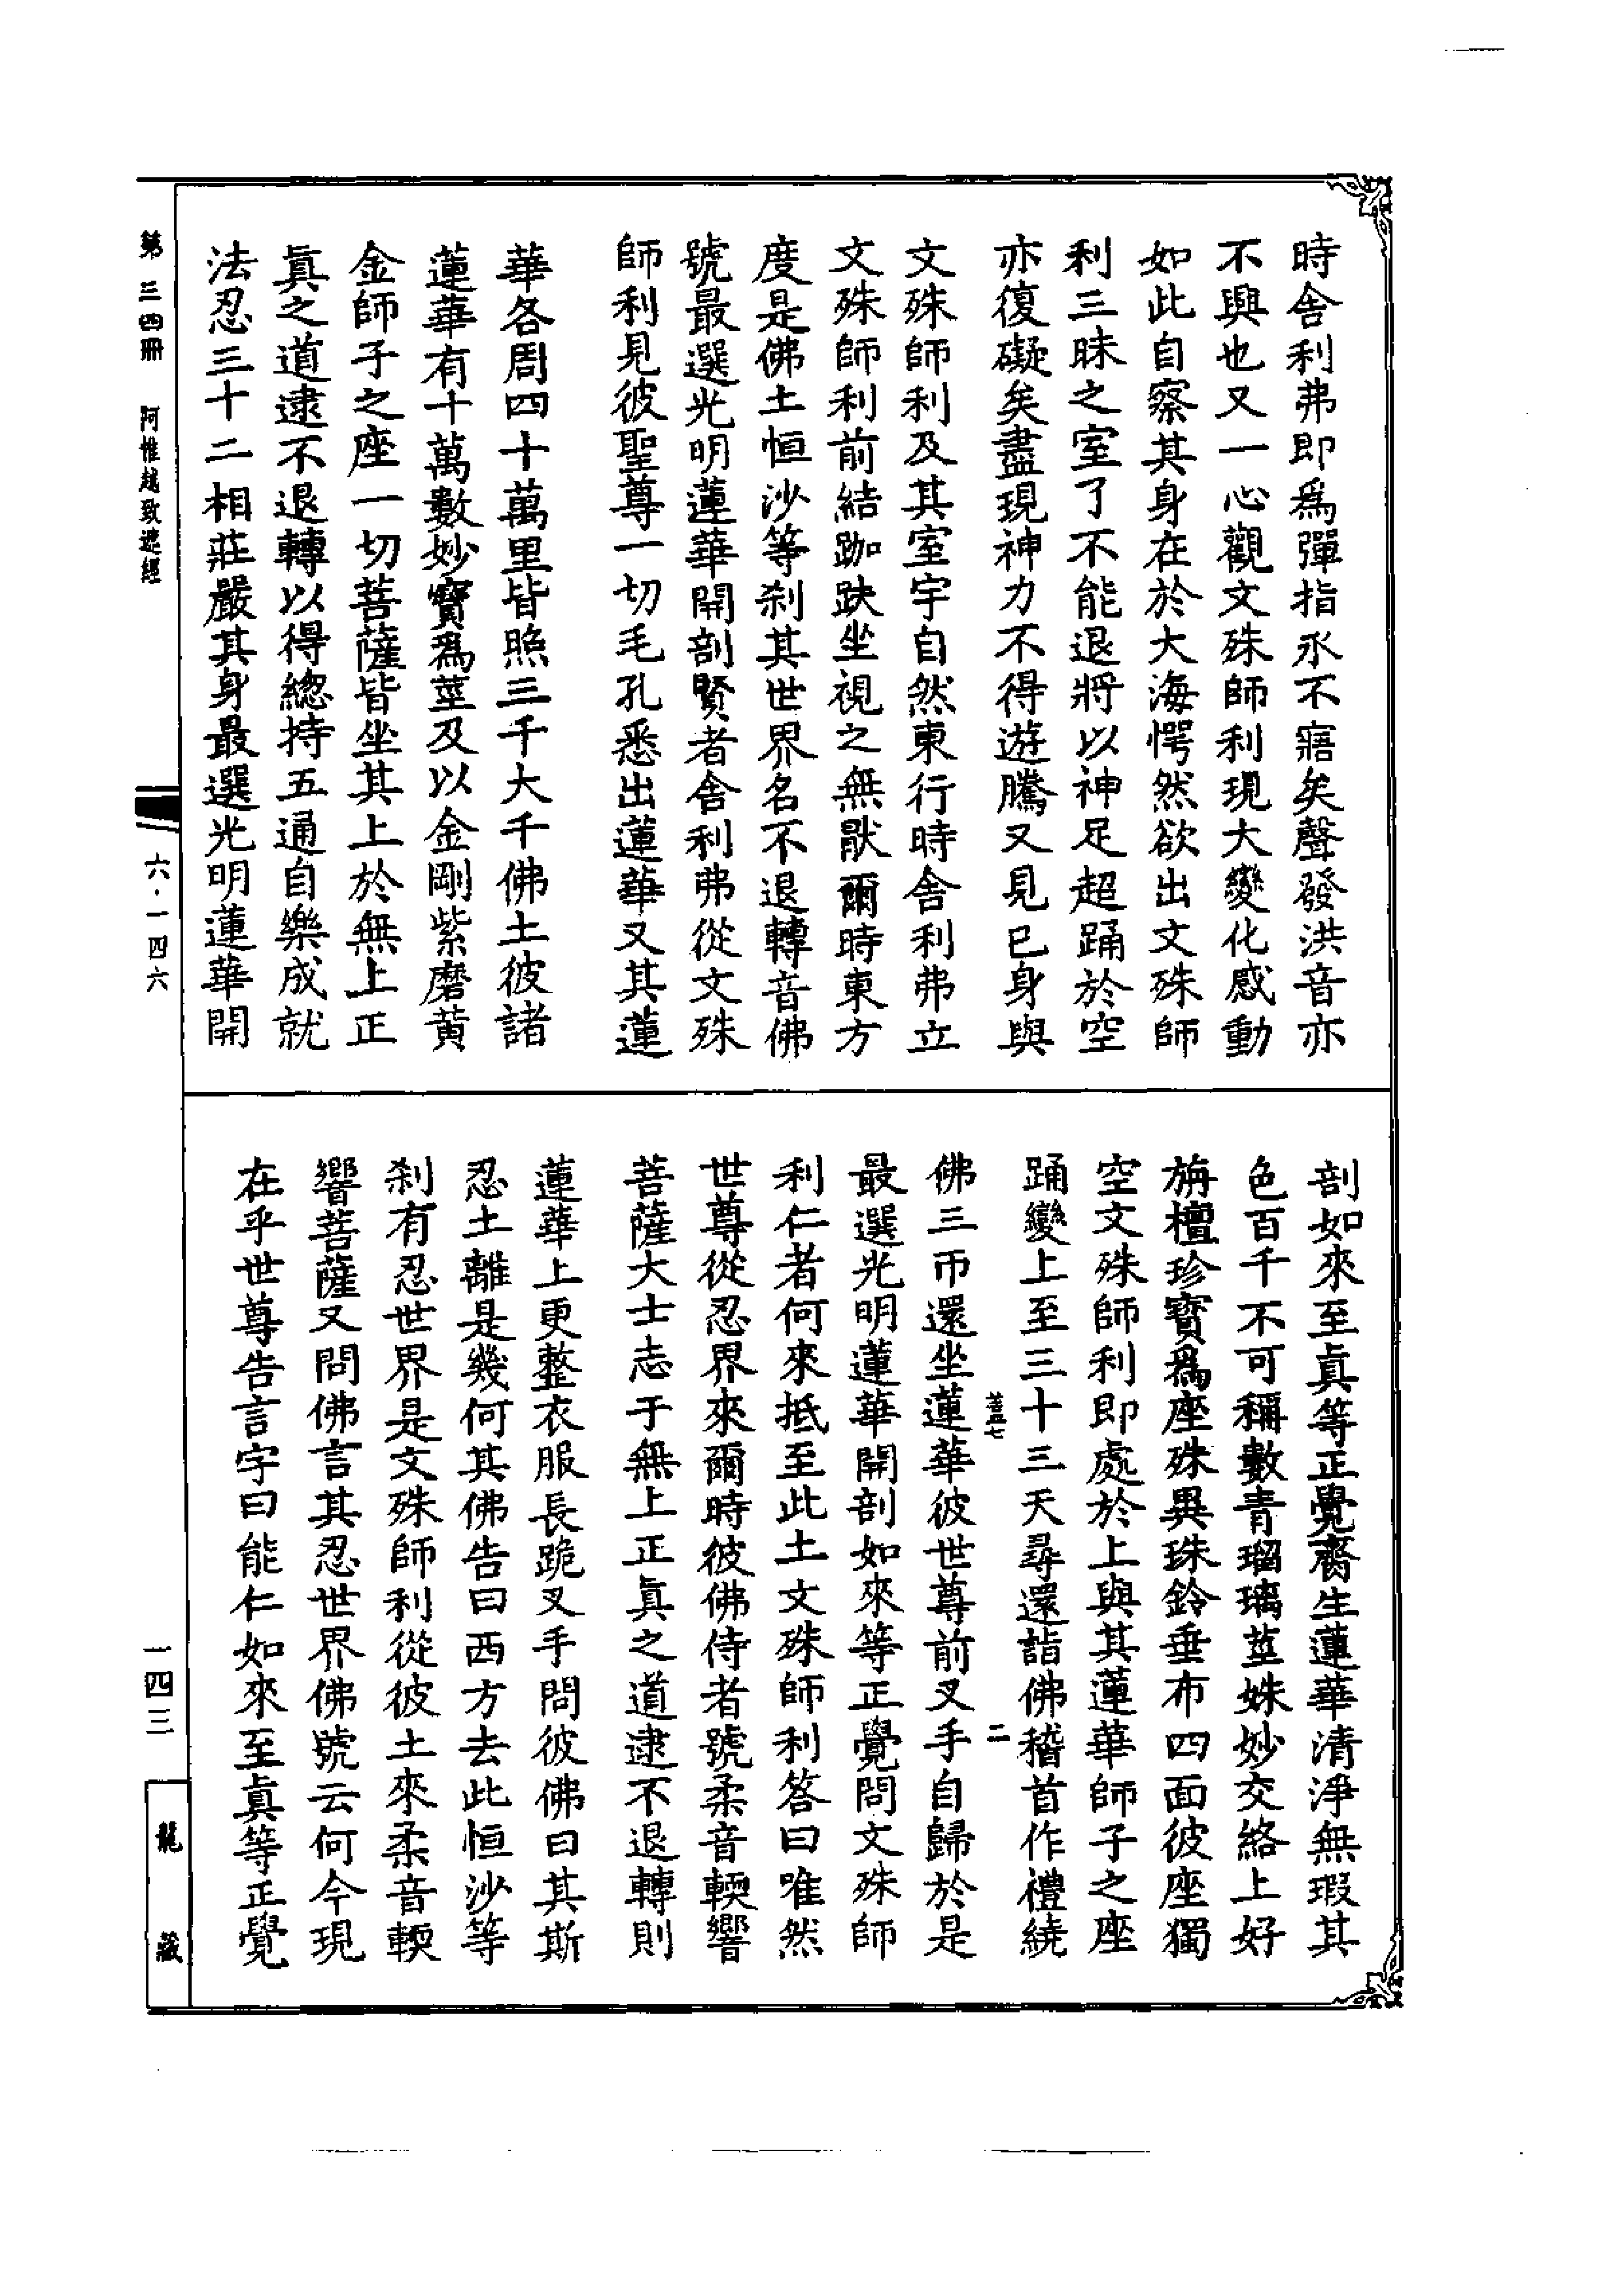 時舍利弗即爲彈指永不寤矣聲發洪音亦
不興也又一心觀文殊師利現大變化感動
如此自察其身在於大海愕然欲出文殊師
利三昧之室了不能退將以神足超踊於空
亦復礙矣盡現神力不得遊騰又見已身與
文殊師利及其室宇自然東行時舍利弗立
文殊師利前結跏趺坐視之無猒爾時東方
度是佛土恒沙等刹其世界名不退轉音佛
號最選光明蓮華開剖賢者舍利弗從文殊
師利見彼聖尊一切毛孔悉出蓮華又其蓮
華各周四十萬里皆照三千大千佛土彼諸
蓮華有十萬數妙寶爲莖及以金剛紫磨黄
金師子之座一切菩薩皆坐其上於無上正
眞之道逮不退轉以得總持五通自樂成就
法忍三十二相莊嚴其身最選光明蓮華開
剖如來至眞等正覺齎生蓮華清淨無瑕其
色百千不可稱數青瑠璃莖姝妙交絡上好
栴檀珍寶爲座殊異珠鈴垂布四面彼座獨
空文殊師利即處於上與其蓮華師子之座
踊變上至三十三天尋還詣佛稽首作禮繞
佛三帀還坐蓮華彼世尊前叉手自歸於是
最選光明蓮華開剖如來等正覺問文殊師
利仁者何來抵至此土文殊師利答曰唯然
世尊從忍界來爾時彼佛侍者號柔音輭響
菩薩大士志于無上正眞之道逮不退轉則
蓮華上更整衣服長跪叉手問彼佛曰其斯
忍土離是幾何其佛告曰西方去此恒沙等
刹有忍世界是文殊師利從彼土來柔音輭
響菩薩又問佛言其忍世界佛號云何今現
在乎世尊告言字曰能仁如來至眞等正覺
第三四冊 阿惟越致遮經
六·一四六
一四三
龍藏
蓋七
二